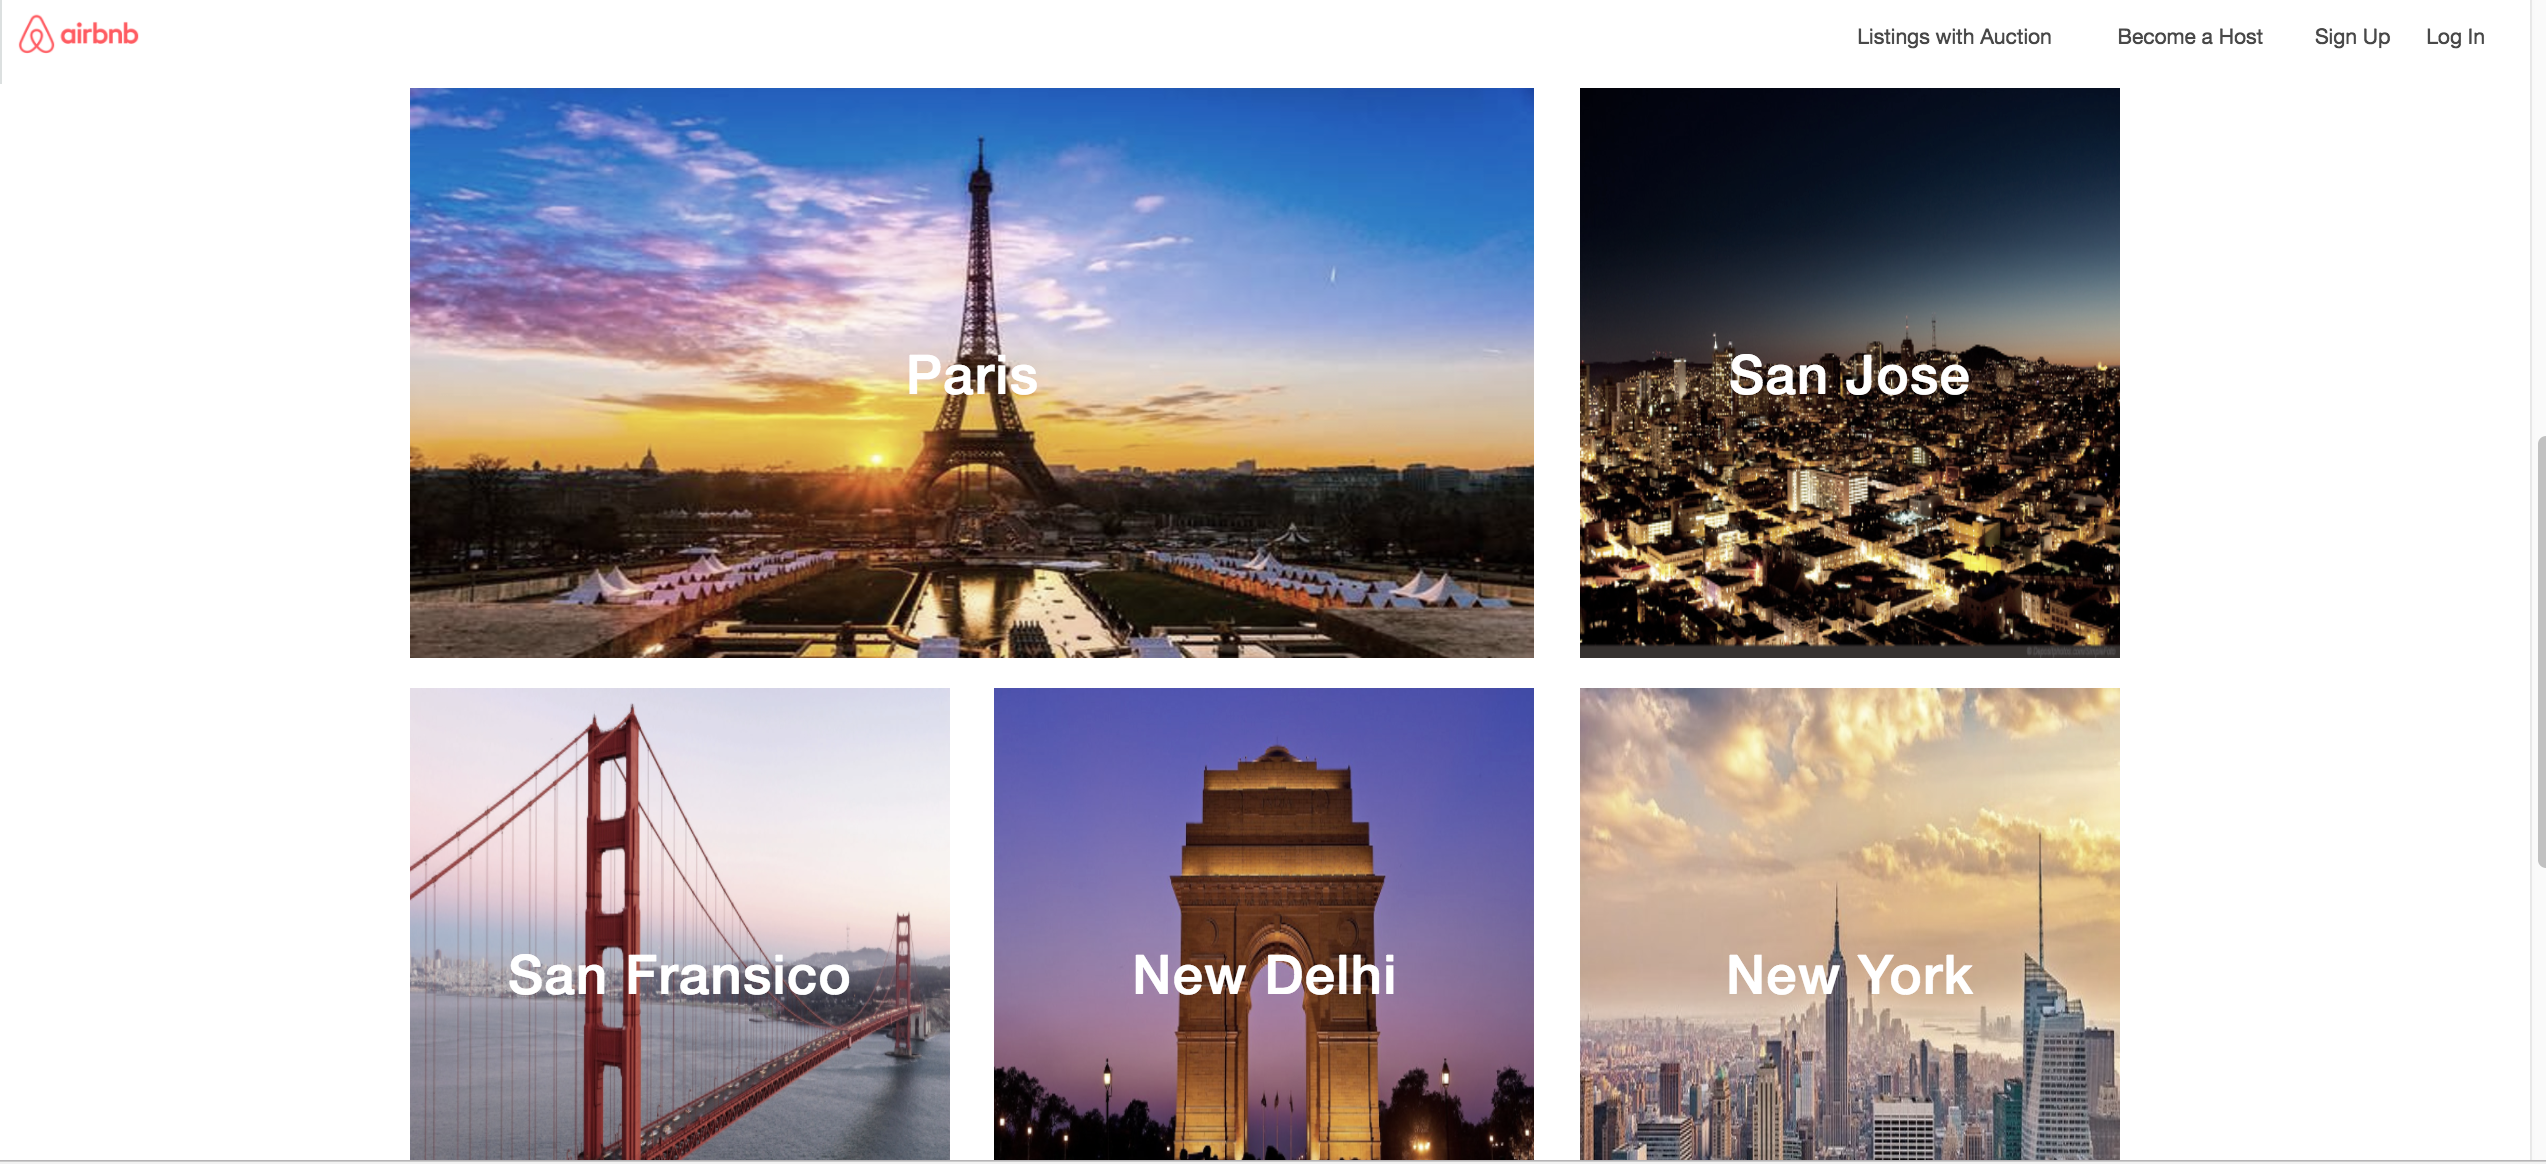 airbnb
Listings with Auction
Become a Host
Sign Up
Log In
Paris
San Jose
San Fransico
New Delhi
New York